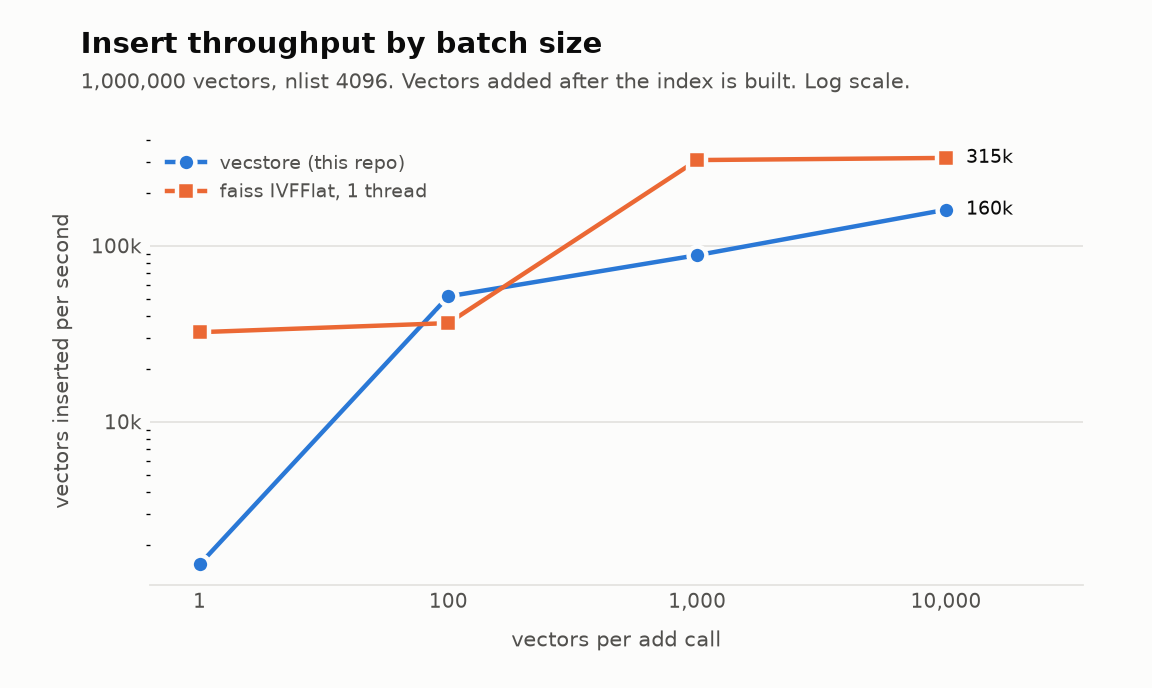 Insert throughput by batch size
1,000,000 vectors, nlist 4096. Vectors added after the index is built. Log scale.
vecstore (this repo)
faiss IVFFlat, 1 thread
315k
160k
100k
10k
vectors inserted per second
1
100
1,000
10,000
vectors per add call